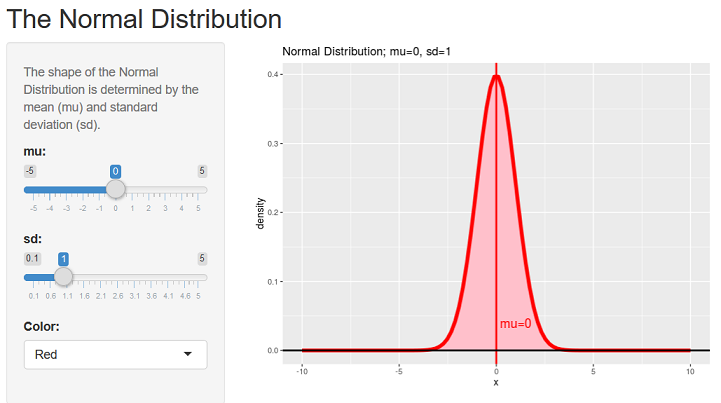 The Normal Distribution
The shape of the Normal
Distribution is determined by the
mean (mu) and standard
deviation (sd).
mu:
-5 0 5
-5 -4 -3 -2 -1 0 1 2 3 4 5
sd:
0.1 1 5
0.1 0.6 1.1 1.6 2.1 2.6 3.1 3.6 4.1 4.6 5
Color:
Red
Normal Distribution; mu=0, sd=1
0.4
0.3
0.2
0.1
0.0
density
mu=0
-10 -5 0 5 10
x